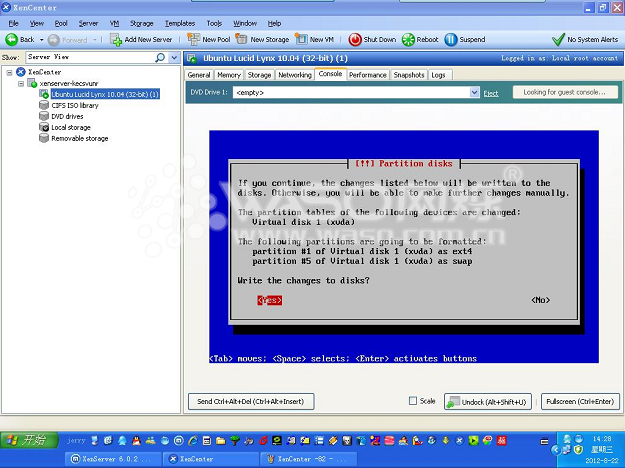 XenCenter
File View Pool Server VM Storage Templates Tools Window Help
Back Forward Add New Server New Pool New Storage New VM Shut Down Reboot Suspend No System Alerts
Show: Server View
Ubuntu Lucid Lynx 10.04 (32-bit) (1) Logged in as: Local root account
XenCenter
xenserver-kecsvunr
Ubuntu Lucid Lynx 10.04 (32-bit) (1)
CIFS ISO library
DVD drives
Local storage
Removable storage
General Memory Storage Networking Console Performance Snapshots Logs
DVD Drive 1: <empty> Eject Looking for guest console...
[!!] Partition disks
If you continue, the changes listed below will be written to the
disks. Otherwise, you will be able to make further changes manually.
The partition tables of the following devices are changed:
Virtual disk 1 (xvda)
The following partitions are going to be formatted:
partition #1 of Virtual disk 1 (xvda) as ext4
partition #5 of Virtual disk 1 (xvda) as swap
Write the changes to disks?
<Yes> <No>
<Tab> moves; <Space> selects; <Enter> activates buttons
www.waso.com.cn
Send Ctrl+Alt+Del (Ctrl+Alt+Insert) Scale Undock (Alt+Shift+U) Fullscreen (Ctrl+Enter)
开始 jerry 14:28
星期三
2012-8-22
XenServer 6.0.2 ... XenCenter XenCenter -82 - ...